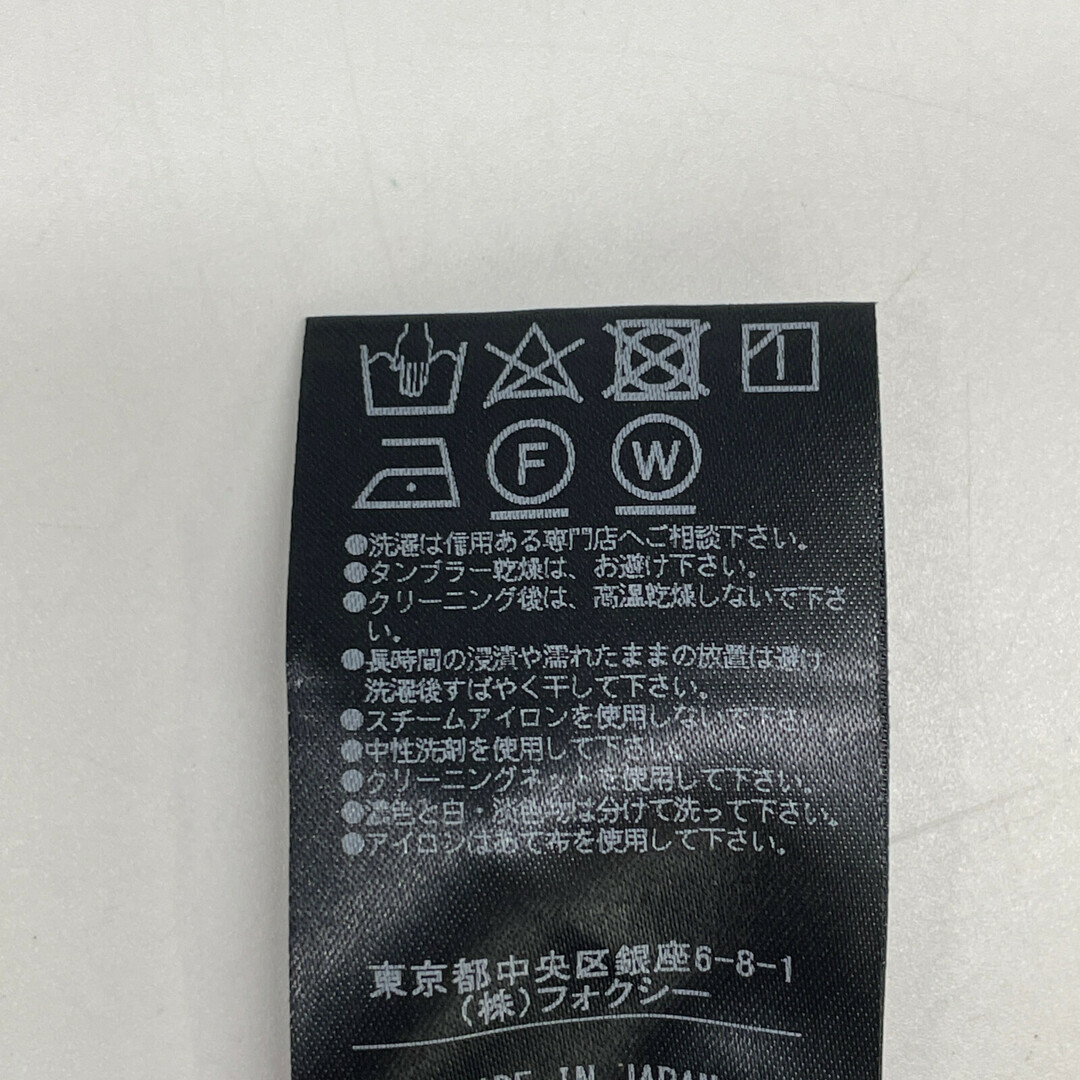 F W
●洗濯は信用ある専門店へご相談下さい。
●タンブラー乾燥は、お避け下さい。
●クリーニング後は、高温乾燥しないで下さ
い。
●長時間の浸漬や濡れたままの放置は避け
洗濯後すばやく干して下さい。
●スチームアイロンを使用しないで下さい
●中性洗剤を使用して下さい。
●クリーニングネットを使用して下さい。
●濃色と白・淡色物は分けて洗って下さい。
●アイロンはあて布を使用して下さい。
東京都中央区銀座6-8-1
(株)フォクシー
MADE IN JAPAN